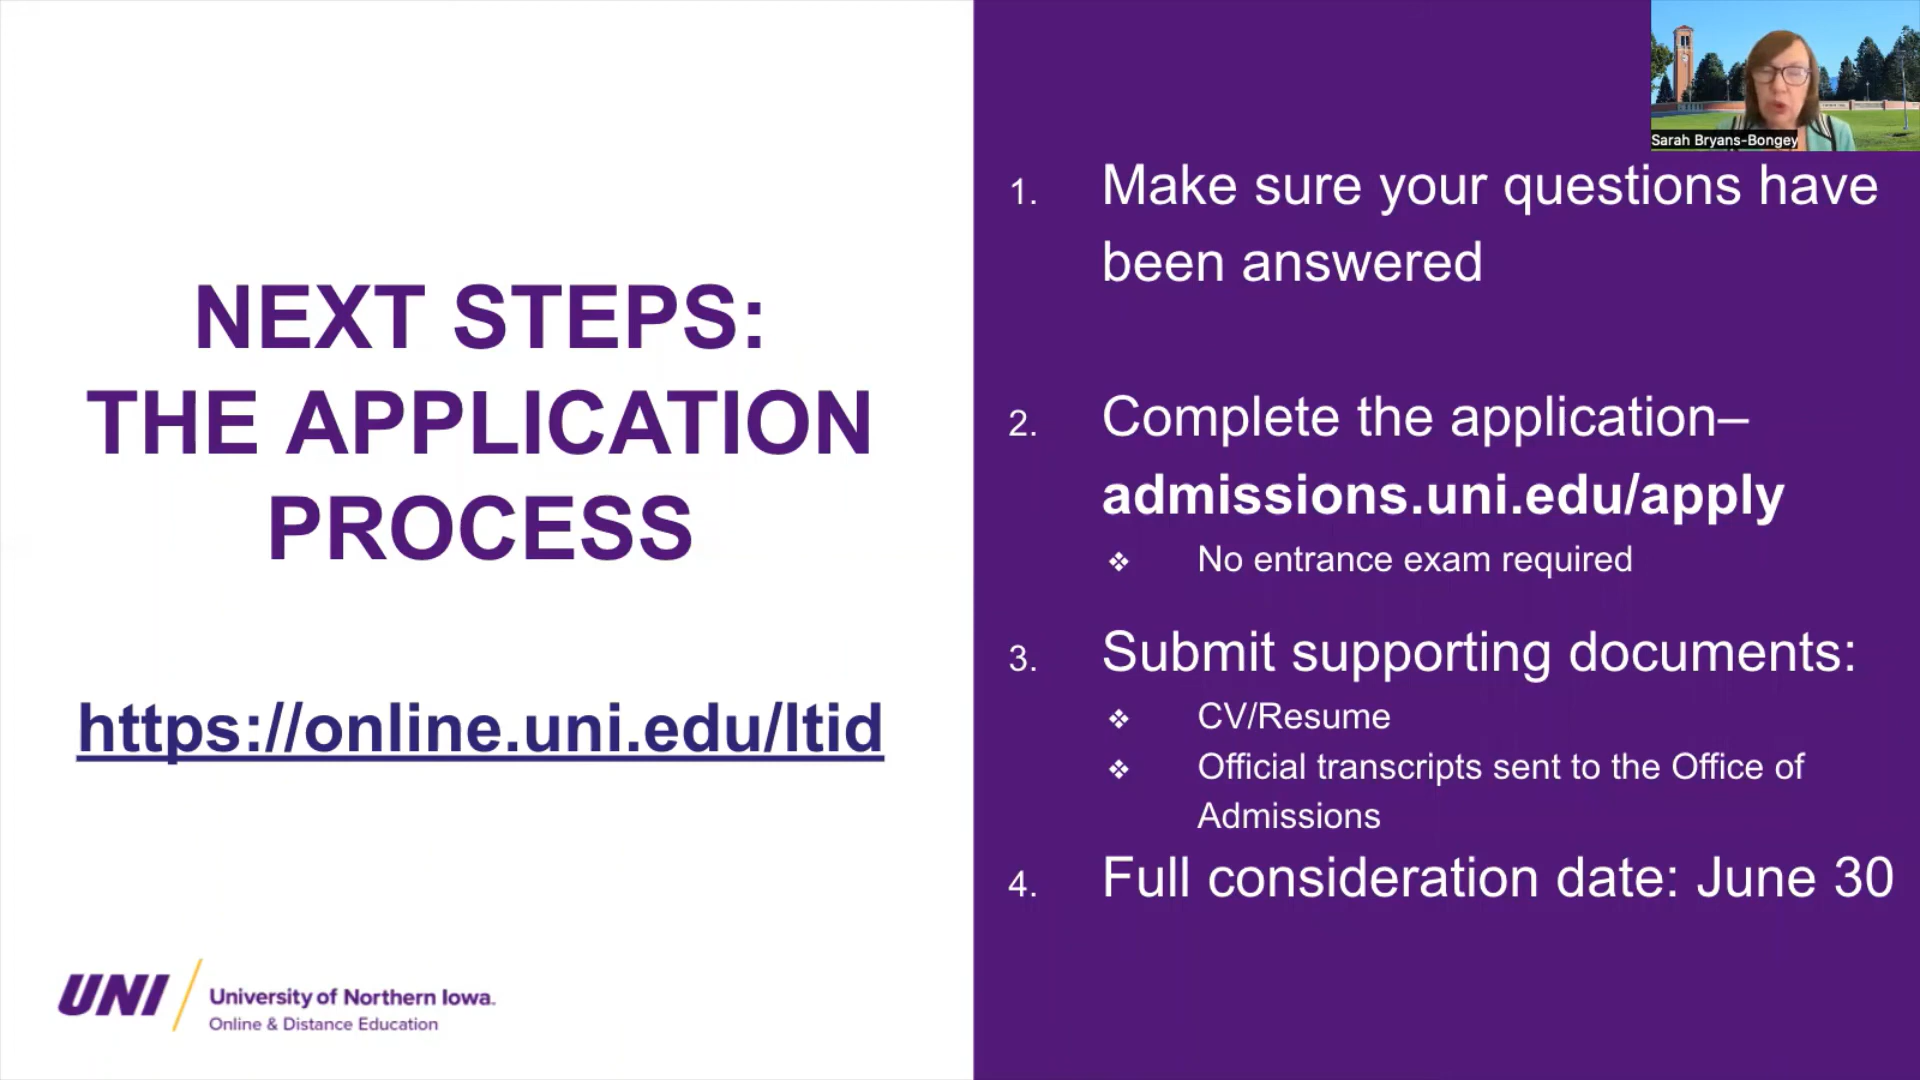 NEXT STEPS:
THE APPLICATION
PROCESS
https://online.uni.edu/ltid
UNI
University of Northern Iowa.
Online & Distance Education
Sarah Bryans-Bongey
1. Make sure your questions have
been answered
2. Complete the application–
admissions.uni.edu/apply
❖ No entrance exam required
3. Submit supporting documents:
❖ CV/Resume
❖ Official transcripts sent to the Office of
Admissions
4. Full consideration date: June 30